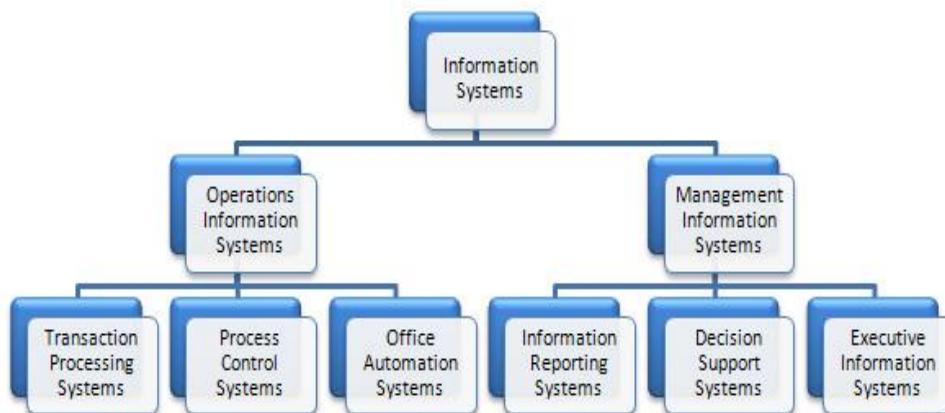 Information
Systems
Operations
Information
Systems
Management
Information
Systems
Transaction
Processing
Systems
Process
Control
Systems
Office
Automation
Systems
Information
Reporting
Systems
Decision
Support
Systems
Executive
Information
Systems